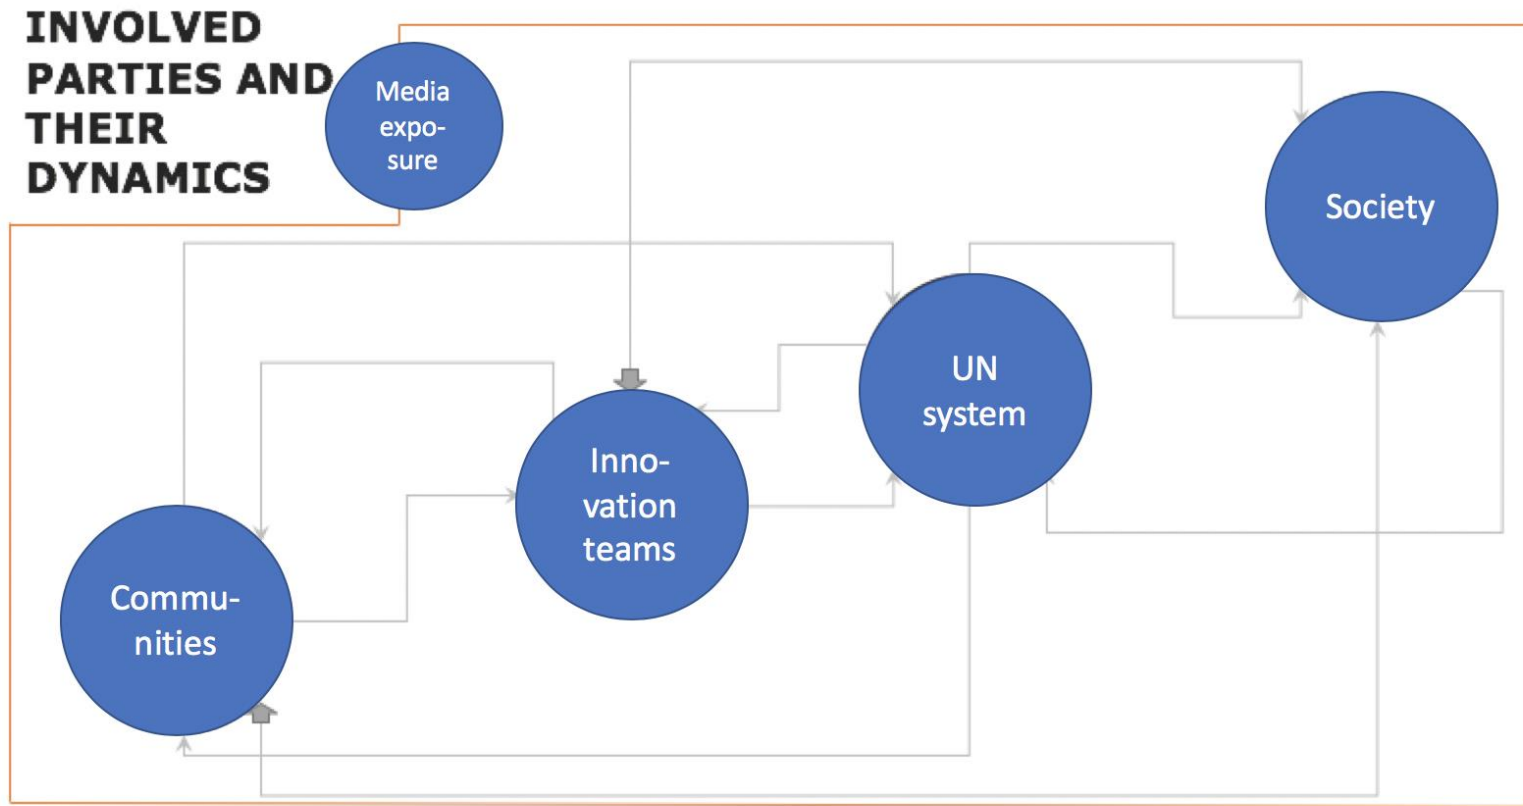 INVOLVED
PARTIES AND
THEIR
DYNAMICS
Media
expo-
sure
Society
UN
system
Inno-
vation
teams
Commu-
nities